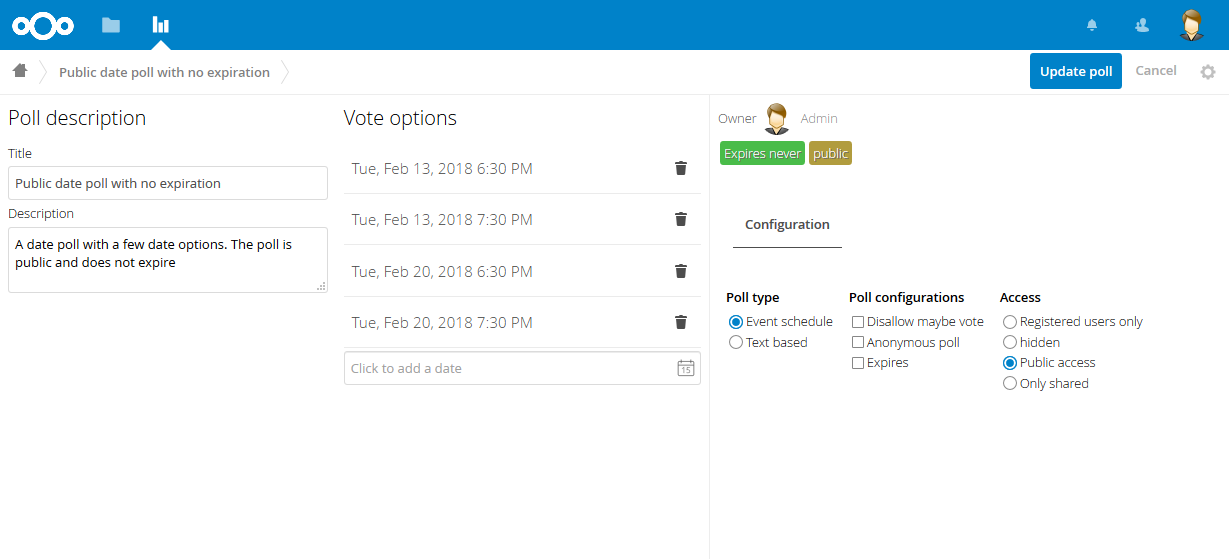 Public date poll with no expiration
Update poll
Cancel
Poll description
Title
Public date poll with no expiration
Description
A date poll with a few date options. The poll is
public and does not expire
Vote options
Tue, Feb 13, 2018 6:30 PM
Tue, Feb 13, 2018 7:30 PM
Tue, Feb 20, 2018 6:30 PM
Tue, Feb 20, 2018 7:30 PM
Click to add a date
15
Owner
Admin
Expires never
public
Configuration
Poll type
Event schedule
Text based
Poll configurations
Disallow maybe vote
Anonymous poll
Expires
Access
Registered users only
hidden
Public access
Only shared